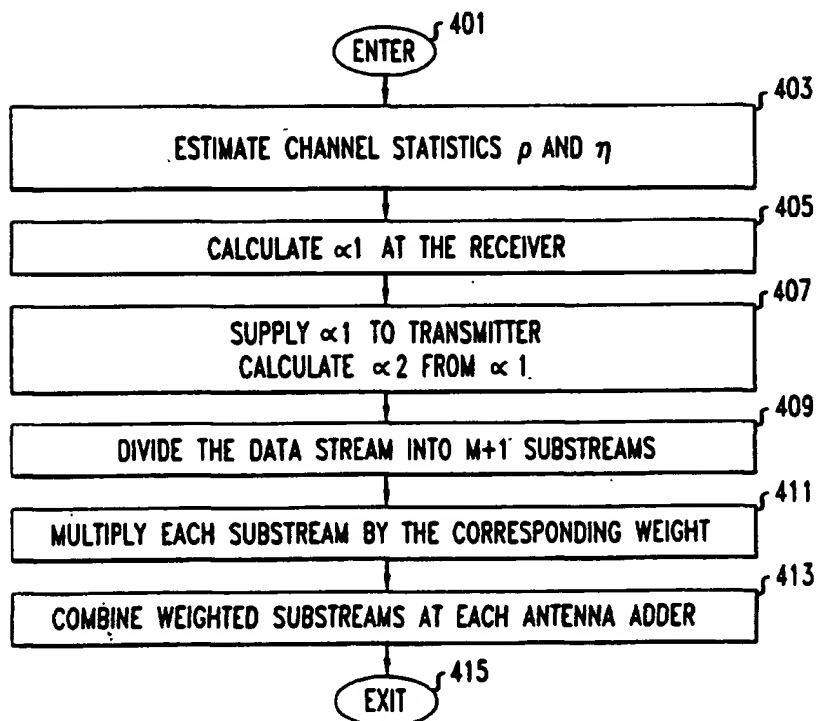 401
ENTER
403
ESTIMATE CHANNEL STATISTICS ρ AND η
405
CALCULATE ∝1 AT THE RECEIVER
407
SUPPLY ∝1 TO TRANSMITTER
CALCULATE ∝2 FROM ∝ 1
409
DIVIDE THE DATA STREAM INTO M+1 SUBSTREAMS
411
MULTIPLY EACH SUBSTREAM BY THE CORRESPONDING WEIGHT
413
COMBINE WEIGHTED SUBSTREAMS AT EACH ANTENNA ADDER
415
EXIT